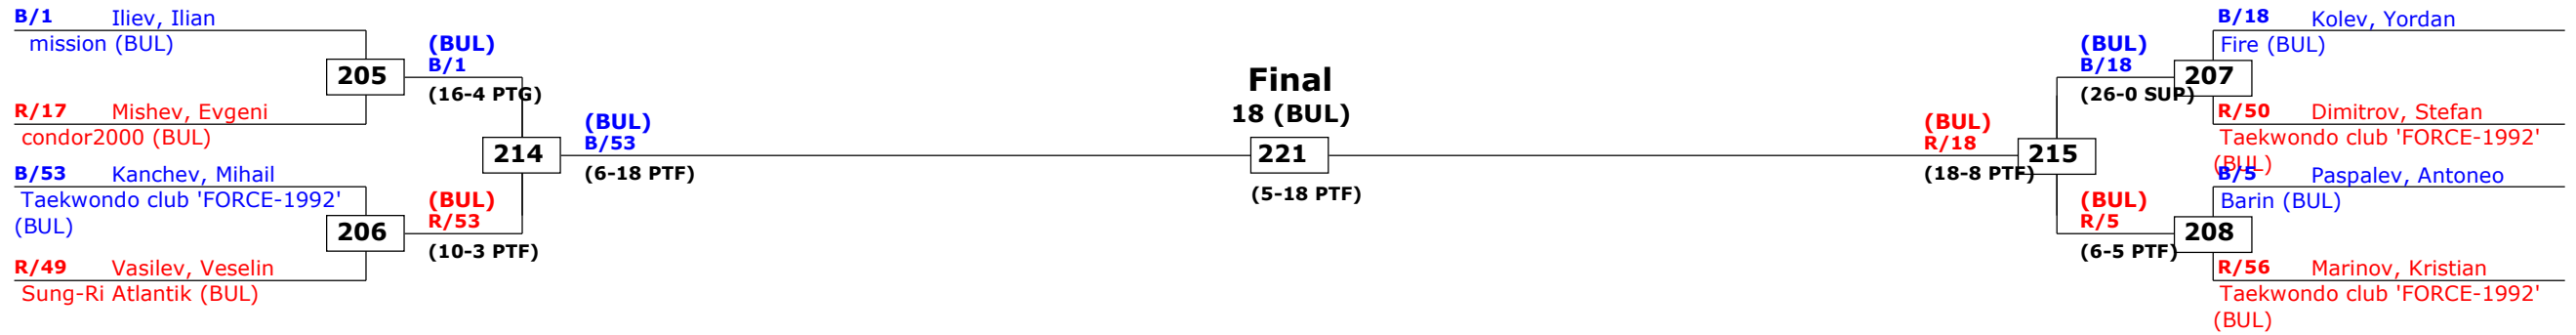 B/1 Iliev, Ilian
mission (BUL)
205
(BUL)
B/1
(16-4 PTG)
R/17 Mishev, Evgeni
condor2000 (BUL)
214
(BUL)
B/53
(6-18 PTF)
B/53 Kanchev, Mihail
Taekwondo club 'FORCE-1992'
(BUL)
206
(BUL)
R/53
(10-3 PTF)
R/49 Vasilev, Veselin
Sung-Ri Atlantik (BUL)
Final
18 (BUL)
221
(5-18 PTF)
(BUL)
R/18
(18-8 PTF)
215
(BUL)
B/18
(26-0 SUP)
207
B/18 Kolev, Yordan
Fire (BUL)
R/50 Dimitrov, Stefan
Taekwondo club 'FORCE-1992'
(BUL)
(BUL)
R/5
(6-5 PTF)
208
B/5 Paspalev, Antoneo
Barin (BUL)
R/56 Marinov, Kristian
Taekwondo club 'FORCE-1992'
(BUL)